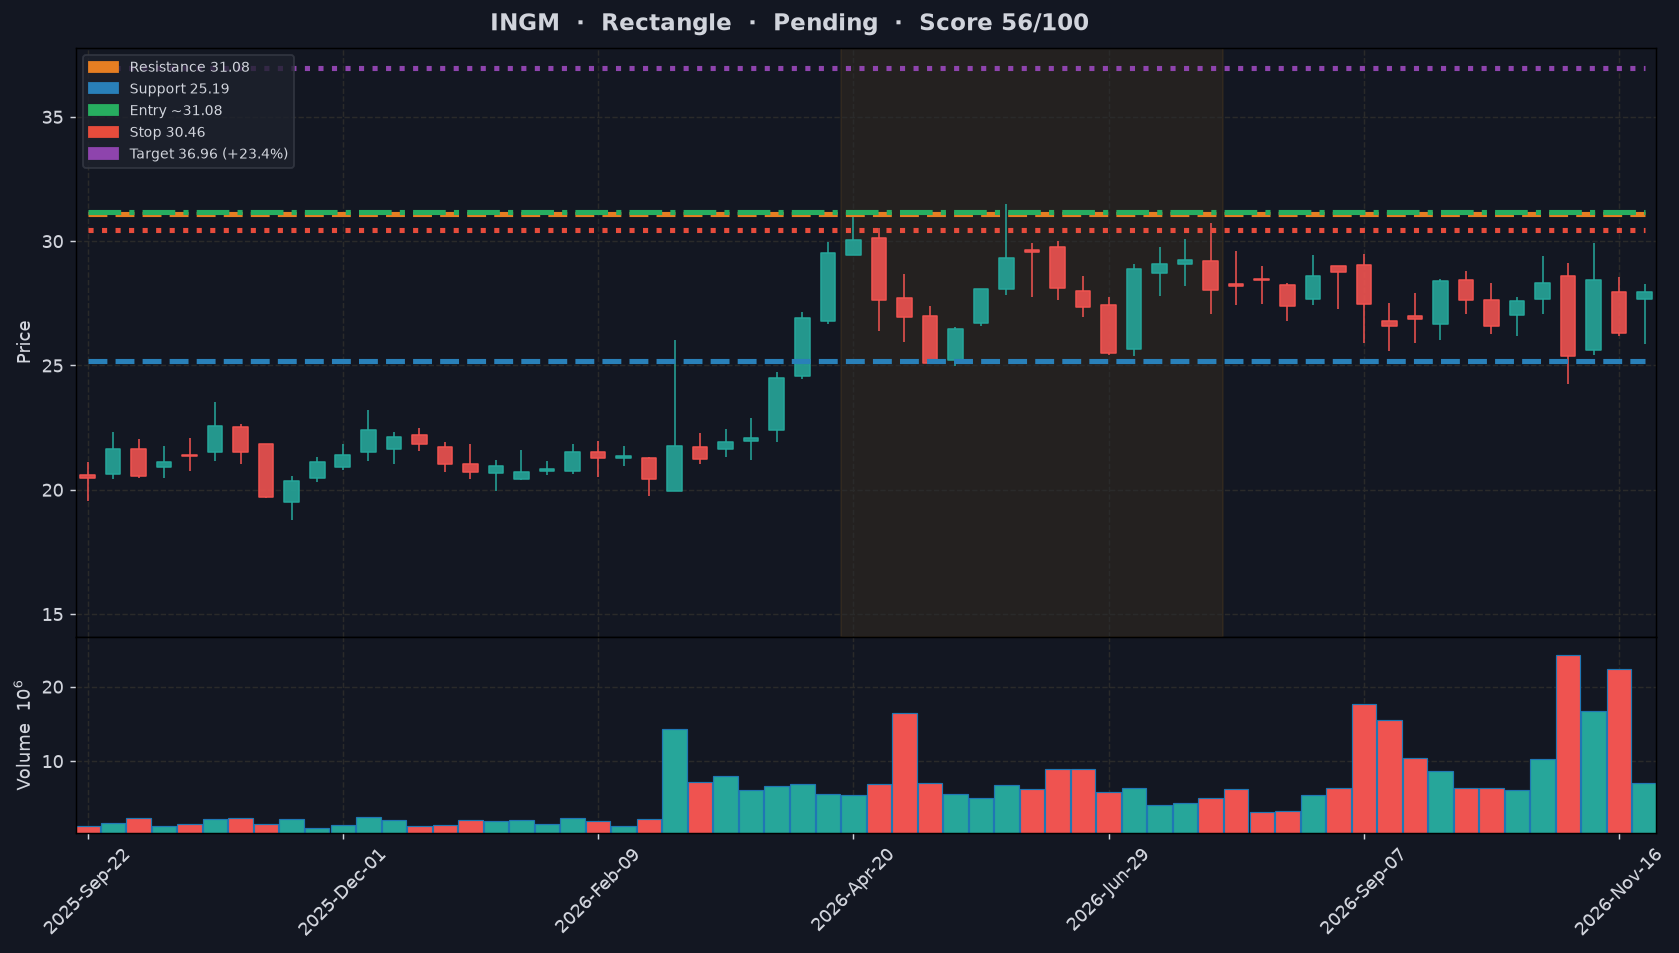 INGM · Rectangle · Pending · Score 56/100
Resistance 31.08
Support 25.19
Entry ~31.08
Stop 30.46
Target 36.96 (+23.4%)
35
30
25
20
15
Price
20
10
Volume 10⁶
2025-Sep-22
2025-Dec-01
2026-Feb-09
2026-Apr-20
2026-Jun-29
2026-Sep-07
2026-Nov-16